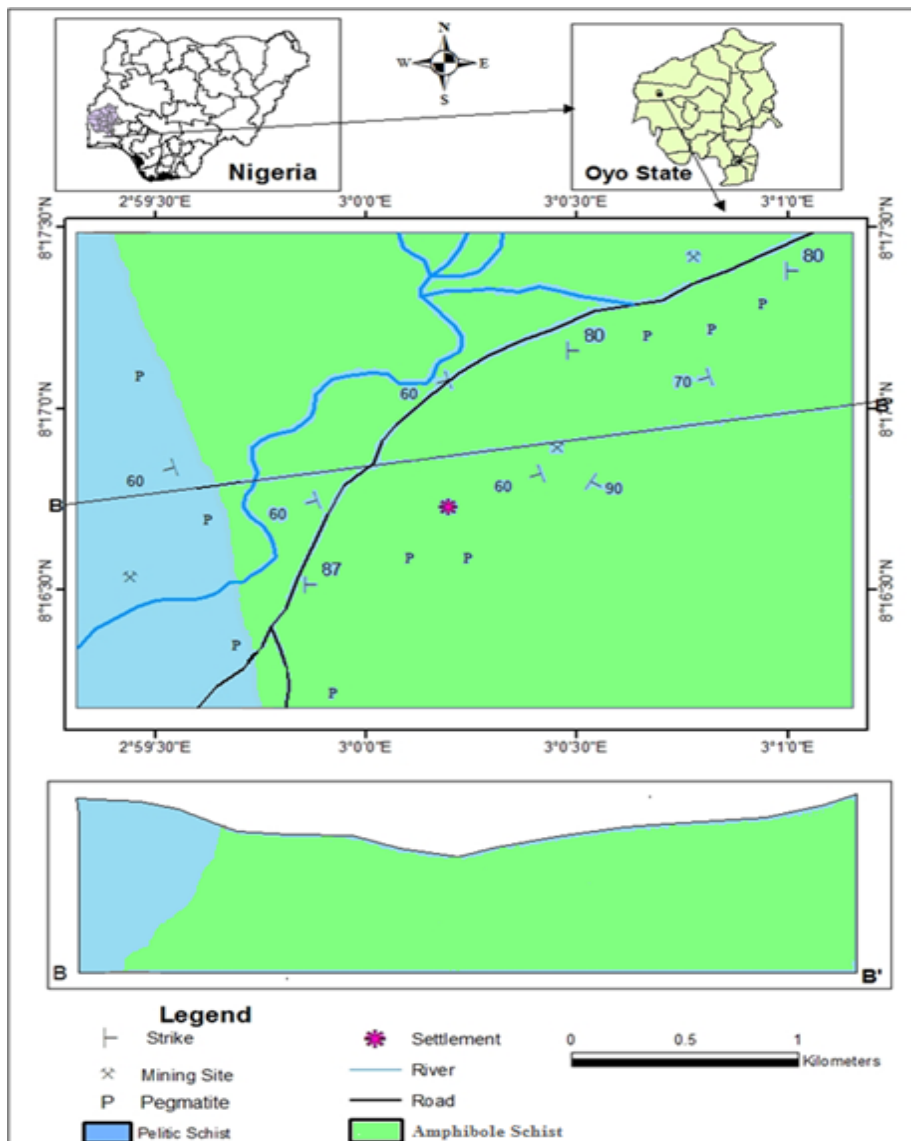 N
W E
S
Nigeria
Oyo State
2°59'30"E 3°0'0"E 3°0'30"E 3°1'0"E
8°17'30"N 8°17'30"N
80
P
80 P P
P
60 70
8°17'0"N 8°17'0"N
B
60 60 90
B
P 60
P P
87
8°16'30"N 8°16'30"N
P
P
2°59'30"E 3°0'0"E 3°0'30"E 3°1'0"E
B B'
Legend
Strike Settlement 0 0.5 1
Mining Site River Kilometers
P Pegmatite Road
Pelitic Schist Amphibole Schist